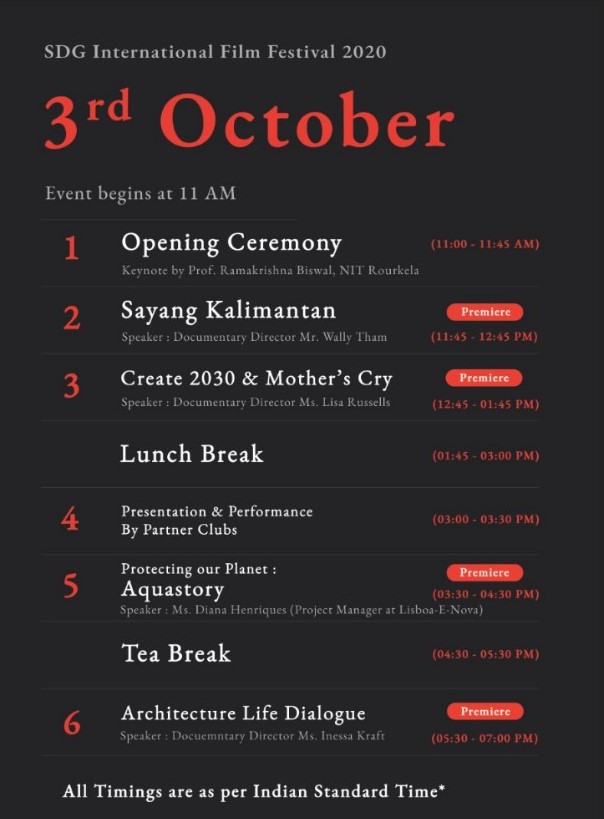 SDG International Film Festival 2020
3rd October
Event begins at 11 AM
1 Opening Ceremony (11:00 - 11:45 AM)
Keynote by Prof. Ramakrishna Biswal, NIT Rourkela
2 Sayang Kalimantan Premiere
Speaker : Documentary Director Mr. Wally Tham (11:45 - 12:45 PM)
3 Create 2030 & Mother's Cry Premiere
Speaker : Documentary Director Ms. Lisa Russells (12:45 - 01:45 PM)
Lunch Break (01:45 - 03:00 PM)
4 Presentation & Performance
By Partner Clubs (03:00 - 03:30 PM)
5 Protecting our Planet : Premiere
Aquastory (03:30 - 04:30 PM)
Speaker : Ms. Diana Henriques (Project Manager at Lisboa-E-Nova)
Tea Break (04:30 - 05:30 PM)
6 Architecture Life Dialogue Premiere
Speaker : Docuemntary Director Ms. Inessa Kraft (05:30 - 07:00 PM)
All Timings are as per Indian Standard Time*